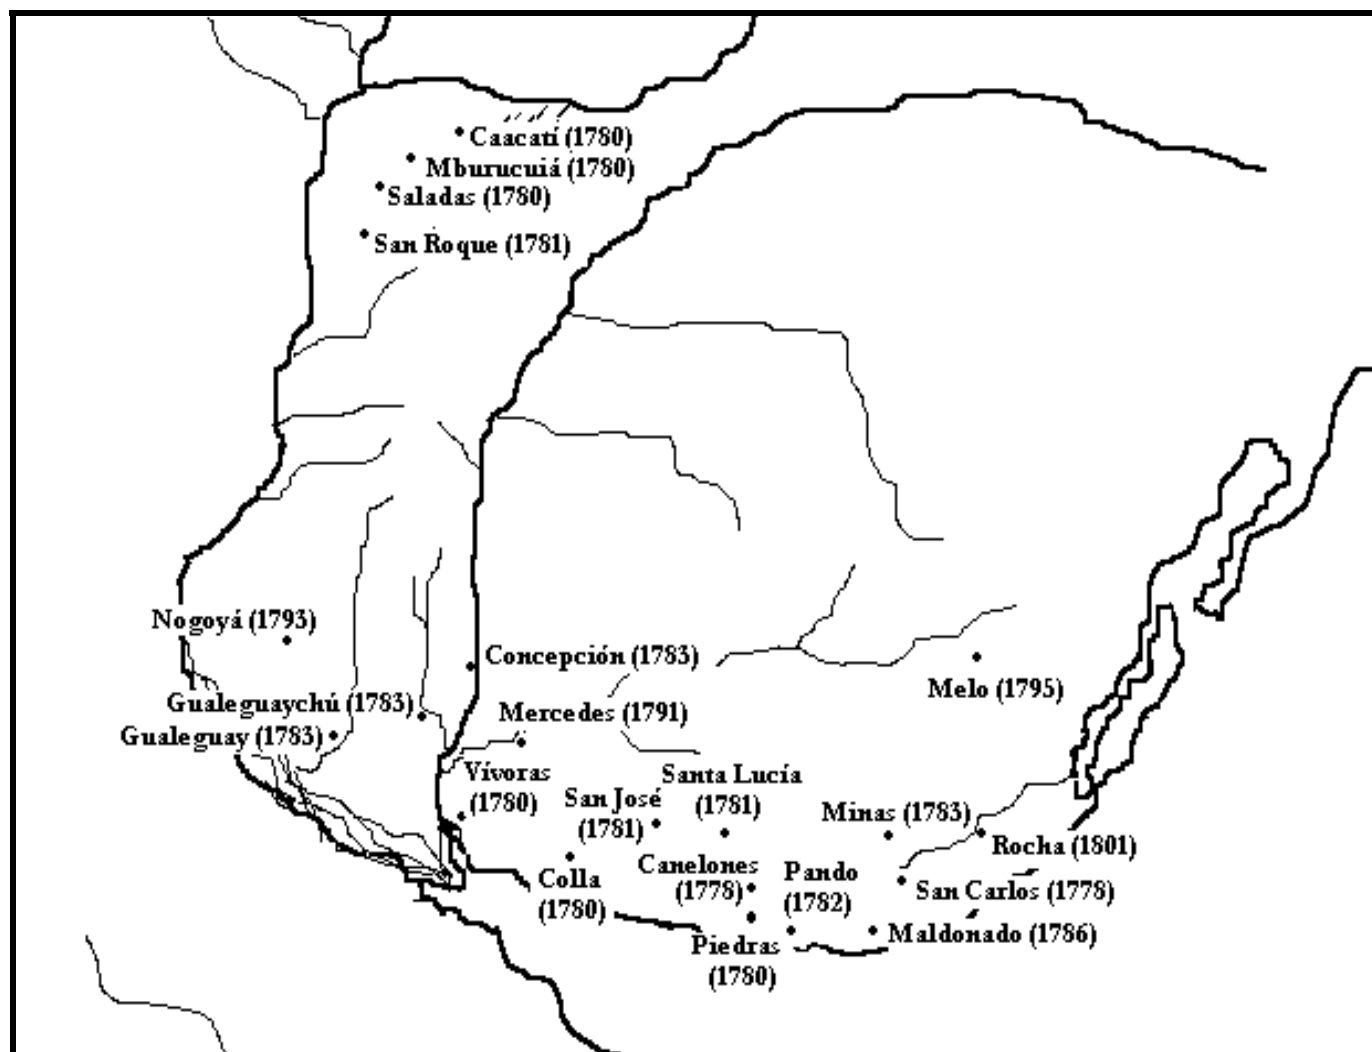 Caacatí (1780)
Mburucuiá (1780)
Saladas (1780)
San Roque (1781)
Nogoyá (1793)
Concepción (1783)
Melo (1795)
Gualeguaychú (1783)
Mercedes (1791)
Gualeguay (1783)
Vívoras
(1780)
San José
(1781)
Santa Lucía
(1781)
Minas (1783)
Rocha (1801)
Colla
(1780)
Canelones
(1778)
Pando
(1782)
San Carlos (1778)
Maldonado (1786)
Piedras
(1780)